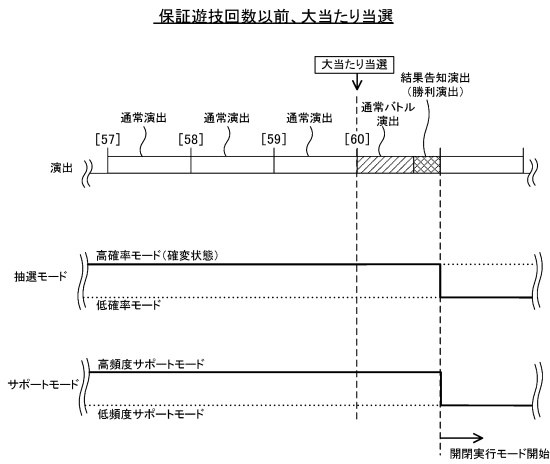 保証遊技回数以前、大当たり当選
大当たり当選
結果告知演出
（勝利演出）
通常演出
通常演出
通常演出
通常バトル
演出
[57]
[58]
[59]
[60]
演出
高確率モード（確変状態）
抽選モード
低確率モード
高頻度サポートモード
サポートモード
低頻度サポートモード
開閉実行モード開始